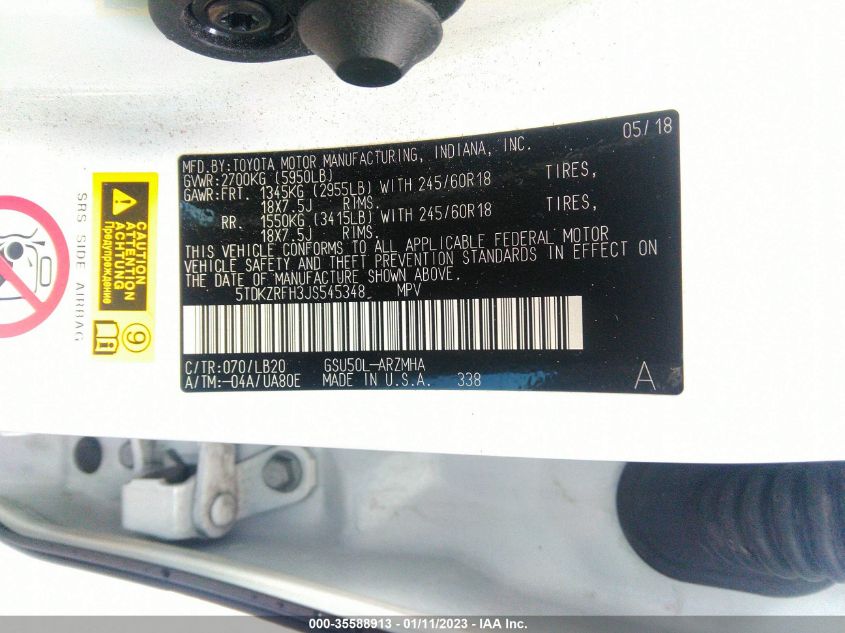 05/18
MFD.BY:TOYOTA MOTOR MANUFACTURING, INDIANA, INC.
GVWR:2700KG (5950LB)
GAWR:FRT. 1345KG (2955LB) WITH 245/60R18 TIRES,
18X7.5J RIMS.
RR. 1550KG (3415LB) WITH 245/60R18 TIRES,
18X7.5J RIMS.
THIS VEHICLE CONFORMS TO ALL APPLICABLE FEDERAL MOTOR
VEHICLE SAFETY AND THEFT PREVENTION STANDARDS IN EFFECT ON
THE DATE OF MANUFACTURE SHOWN ABOVE.
5TDKZRFH3JS545348 MPV
C/TR:070/LB20 GSU50L-ARZMHA
A/TM:-04A/UA80E MADE IN U.S.A. 338 A
SRS SIDE AIRBAG
CAUTION
ATTENTION
ACHTUNG
Предупреждение
9
000-35588913 - 01/11/2023 - IAA Inc.